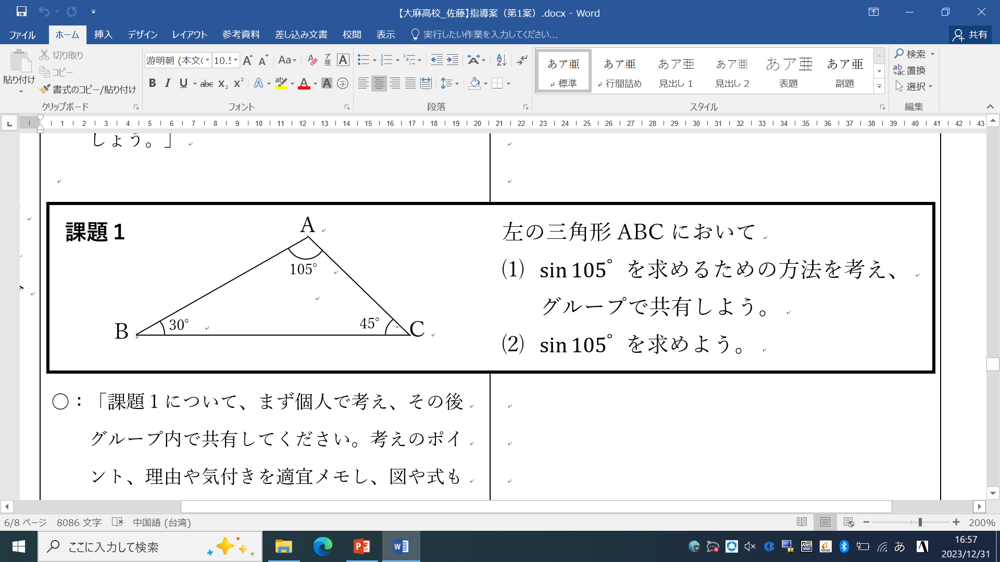 【大麻高校_佐藤】指導案（第1案）.docx - Word
ファイル ホーム 挿入 デザイン レイアウト 参考資料 差し込み文書 校閲 表示 実行したい作業を入力してください... 共有
貼り付け
切り取り
コピー
書式のコピー/貼り付け
クリップボード
游明朝 (本文の 10.5
フォント
段落
あア亜 あア亜 あア亜 あア亜 あア亜 あア亜
標準 行間詰め 見出し 1 見出し 2 表題 副題
スタイル
検索
置換
選択
編集
1 2 3 4 5 6 7 8 9 10 11 12 13 14 15 16 17 18 19 20 21 22 23 24 25 26 27 28 29 30 31 32 33 34 35 36 37 38 39 40 41 42 43
しょう。」
課題 1
A
105°
B
30°
45°
C
左の三角形 ABC において
(1) sin 105° を求めるための方法を考え、
グループで共有しよう。
(2) sin 105° を求めよう。
○：「課題 1 について、まず個人で考え、その後
グループ内で共有してください。考えのポイ
ント、理由や気付きを適宜メモし、図や式も
6/8 ページ 8086 文字 中国語 (台湾) 200%
ここに入力して検索
あ
16:57
2023/12/31